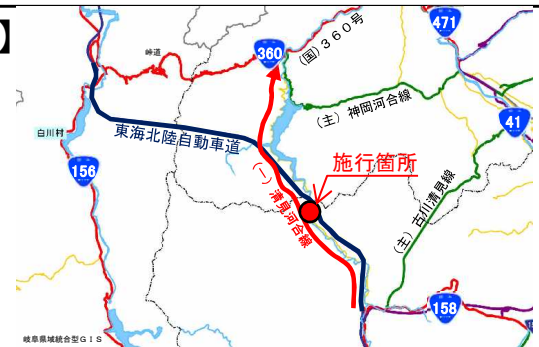 】
471
峠道
360
(国)３６０号
(主) 神岡河合線
41
白川村
東海北陸自動車道
156
施行箇所
(一) 清見河合線
(主) 古川清見線
158
岐阜県域統合型ＧＩＳ